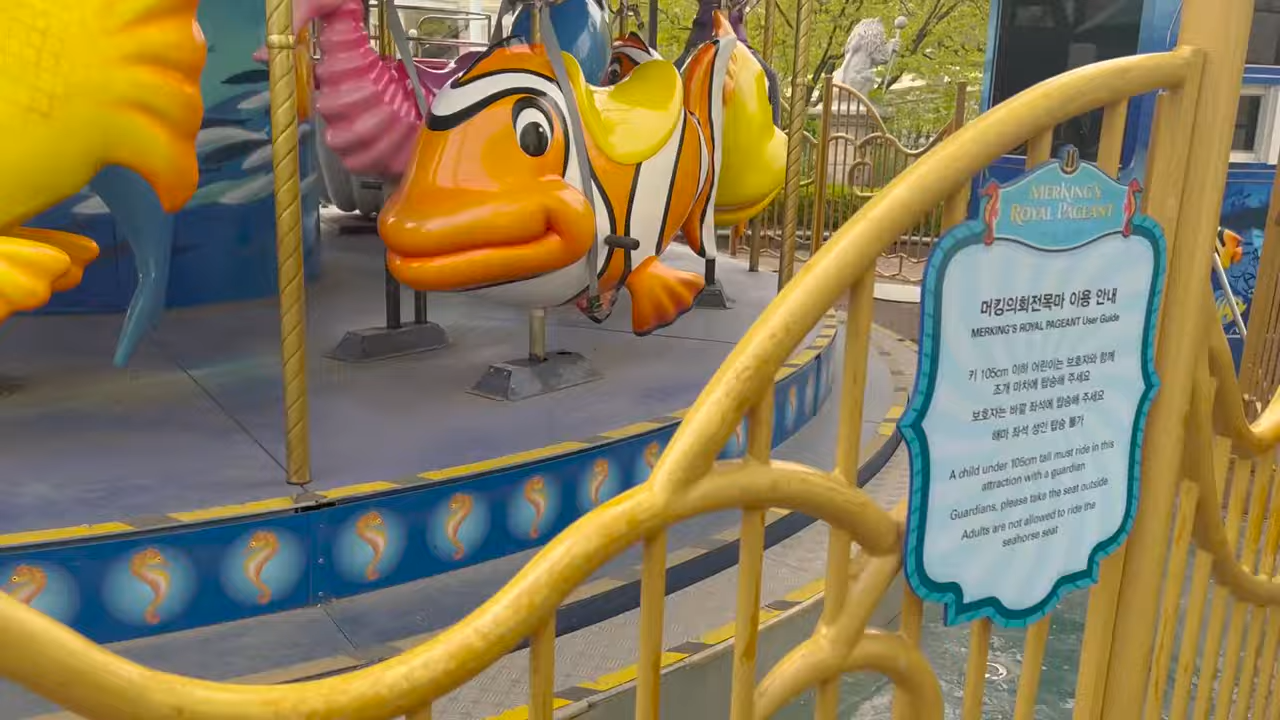 MERKING'S
ROYAL PAGEANT
머킹의회전목마 이용 안내
MERKING'S ROYAL PAGEANT User Guide
키 105cm 이하 어린이는 보호자와 함께
조개 마차에 탑승해 주세요
보호자는 바깥 좌석에 탑승해 주세요
해마 좌석 성인 탑승 불가
A child under 105cm tall must ride in this
attraction with a guardian
Guardians, please take the seat outside
Adults are not allowed to ride the
seahorse seat